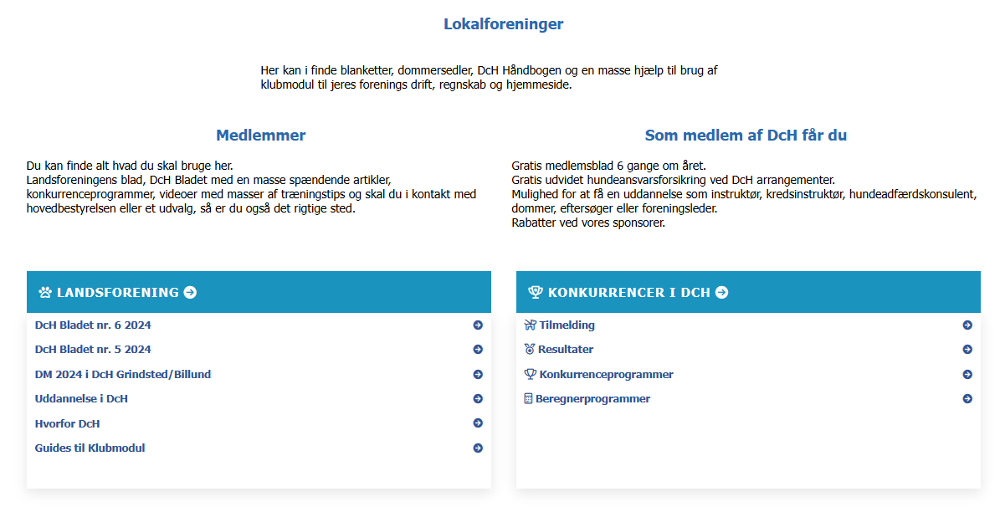 Lokalforeninger
Her kan i finde blanketter, dommersedler, DcH Håndbogen og en masse hjælp til brug af
klubmodul til jeres forenings drift, regnskab og hjemmeside.
Medlemmer
Du kan finde alt hvad du skal bruge her.
Landsforeningens blad, DcH Bladet med en masse spændende artikler,
konkurrenceprogrammer, videoer med masser af træningstips og skal du i kontakt med
hovedbestyrelsen eller et udvalg, så er du også det rigtige sted.
Som medlem af DcH får du
Gratis medlemsblad 6 gange om året.
Gratis udvidet hundeansvarsforsikring ved DcH arrangementer.
Mulighed for at få en uddannelse som instruktør, kredsinstruktør, hundeadfærdskonsulent,
dommer, eftersøger eller foreningsleder.
Rabatter ved vores sponsorer.
LANDSFORENING
DcH Bladet nr. 6 2024
DcH Bladet nr. 5 2024
DM 2024 i DcH Grindsted/Billund
Uddannelse i DcH
Hvorfor DcH
Guides til Klubmodul
KONKURRENCER I DCH
Tilmelding
Resultater
Konkurrenceprogrammer
Beregnerprogrammer